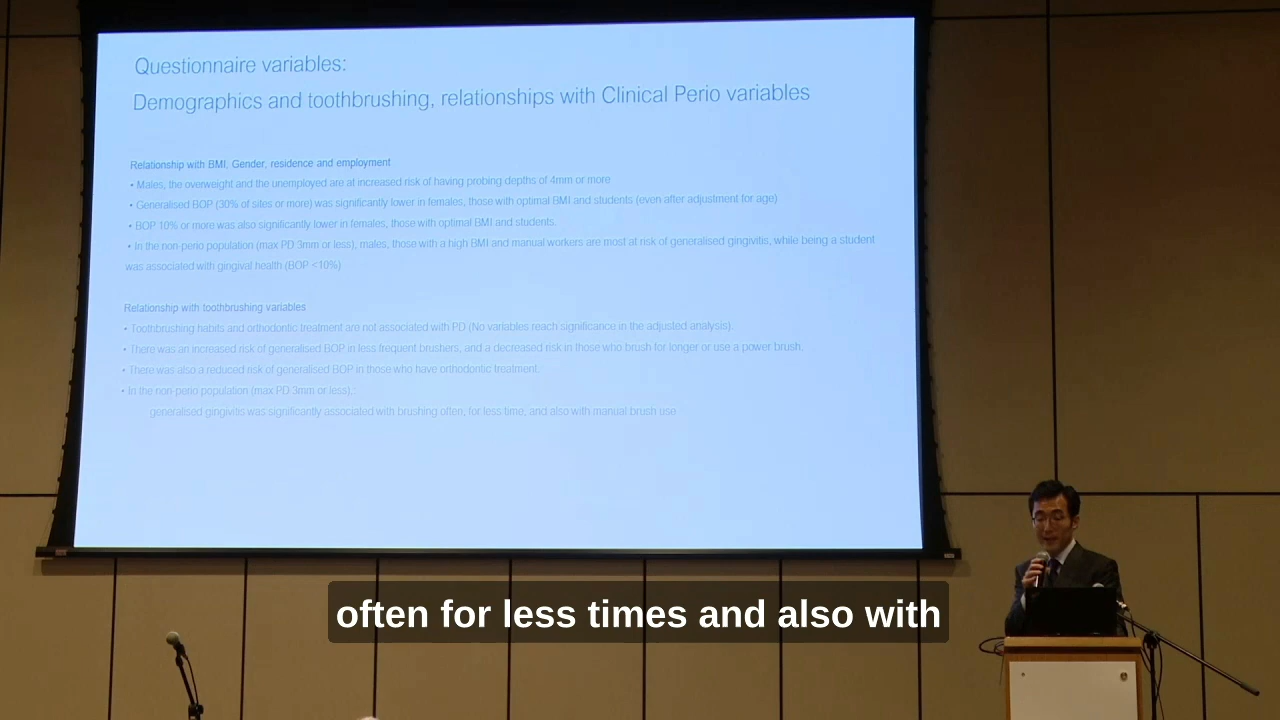 Questionnaire variables:
Demographics and toothbrushing, relationships with Clinical Perio variables
Relationship with BMI, Gender, residence and employment
• Males, the overweight and the unemployed are at increased risk of having probing depths of 4mm or more
• Generalised BOP (30% of sites or more) was significantly lower in females, those with optimal BMI and students (even after adjustment for age)
• BOP 10% or more was also significantly lower in females, those with optimal BMI and students.
• In the non-perio population (max PD 3mm or less), males, those with a high BMI and manual workers are most at risk of generalised gingivitis, while being a student
was associated with gingival health (BOP <10%)
Relationship with toothbrushing variables
• Toothbrushing habits and orthodontic treatment are not associated with PD (No variables reach significance in the adjusted analysis).
• There was an increased risk of generalised BOP in less frequent brushers, and a decreased risk in those who brush for longer or use a power brush.
• There was also a reduced risk of generalised BOP in those who have orthodontic treatment.
• In the non-perio population (max PD 3mm or less),:
generalised gingivitis was significantly associated with brushing often, for less time, and also with manual brush use
often for less times and also with